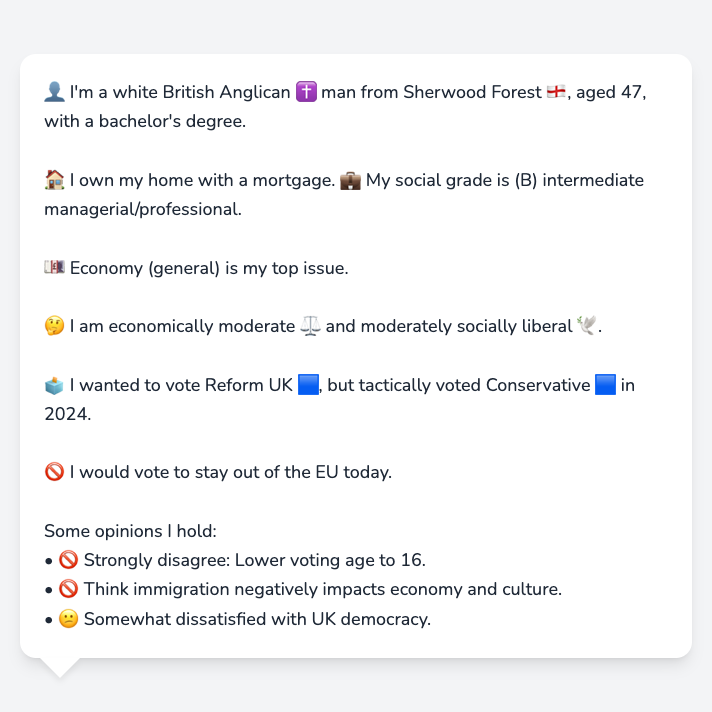 👤 I'm a white British Anglican ✝️ man from Sherwood Forest 🏴󠁧󠁢󠁥󠁮󠁧󠁿, aged 47,
with a bachelor's degree.
🏠 I own my home with a mortgage. 💼 My social grade is (B) intermediate
managerial/professional.
💷 Economy (general) is my top issue.
🤔 I am economically moderate ⚖️ and moderately socially liberal 🕊️.
🗳️ I wanted to vote Reform UK 🟦, but tactically voted Conservative 🟦 in
2024.
🚫 I would vote to stay out of the EU today.
Some opinions I hold:
• 🚫 Strongly disagree: Lower voting age to 16.
• 🚫 Think immigration negatively impacts economy and culture.
• 😕 Somewhat dissatisfied with UK democracy.